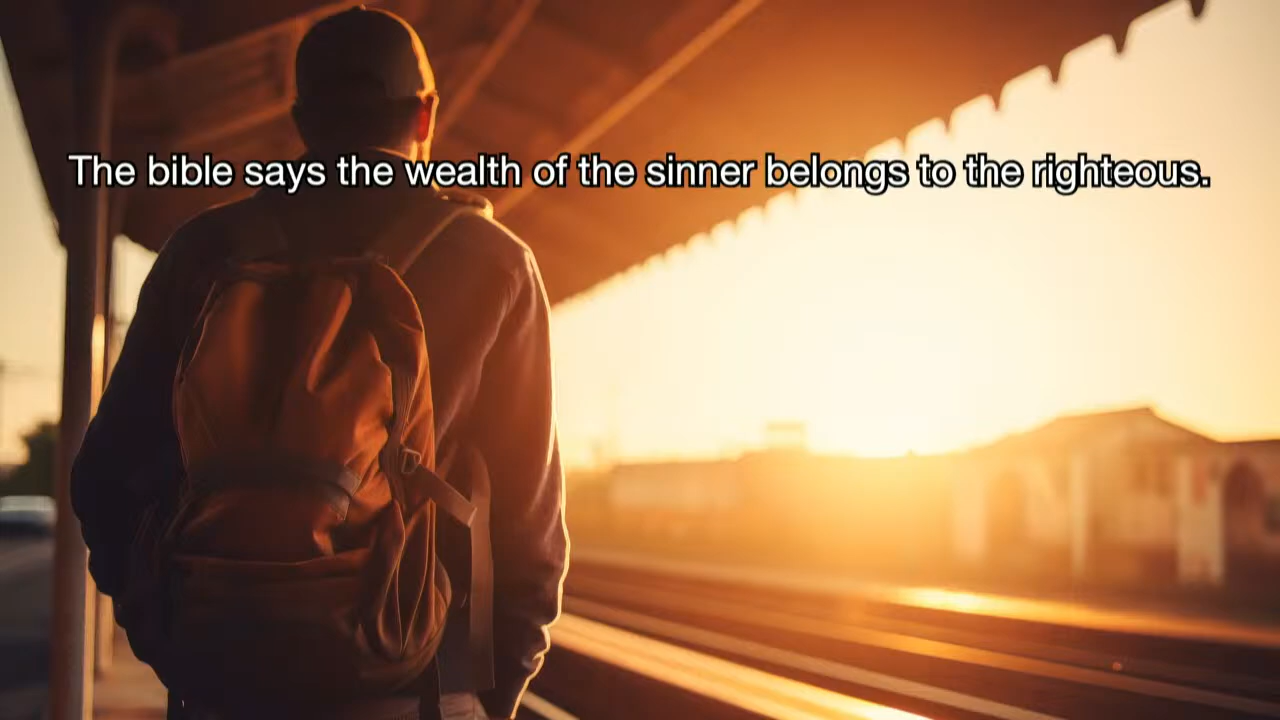 The bible says the wealth of the sinner belongs to the righteous.